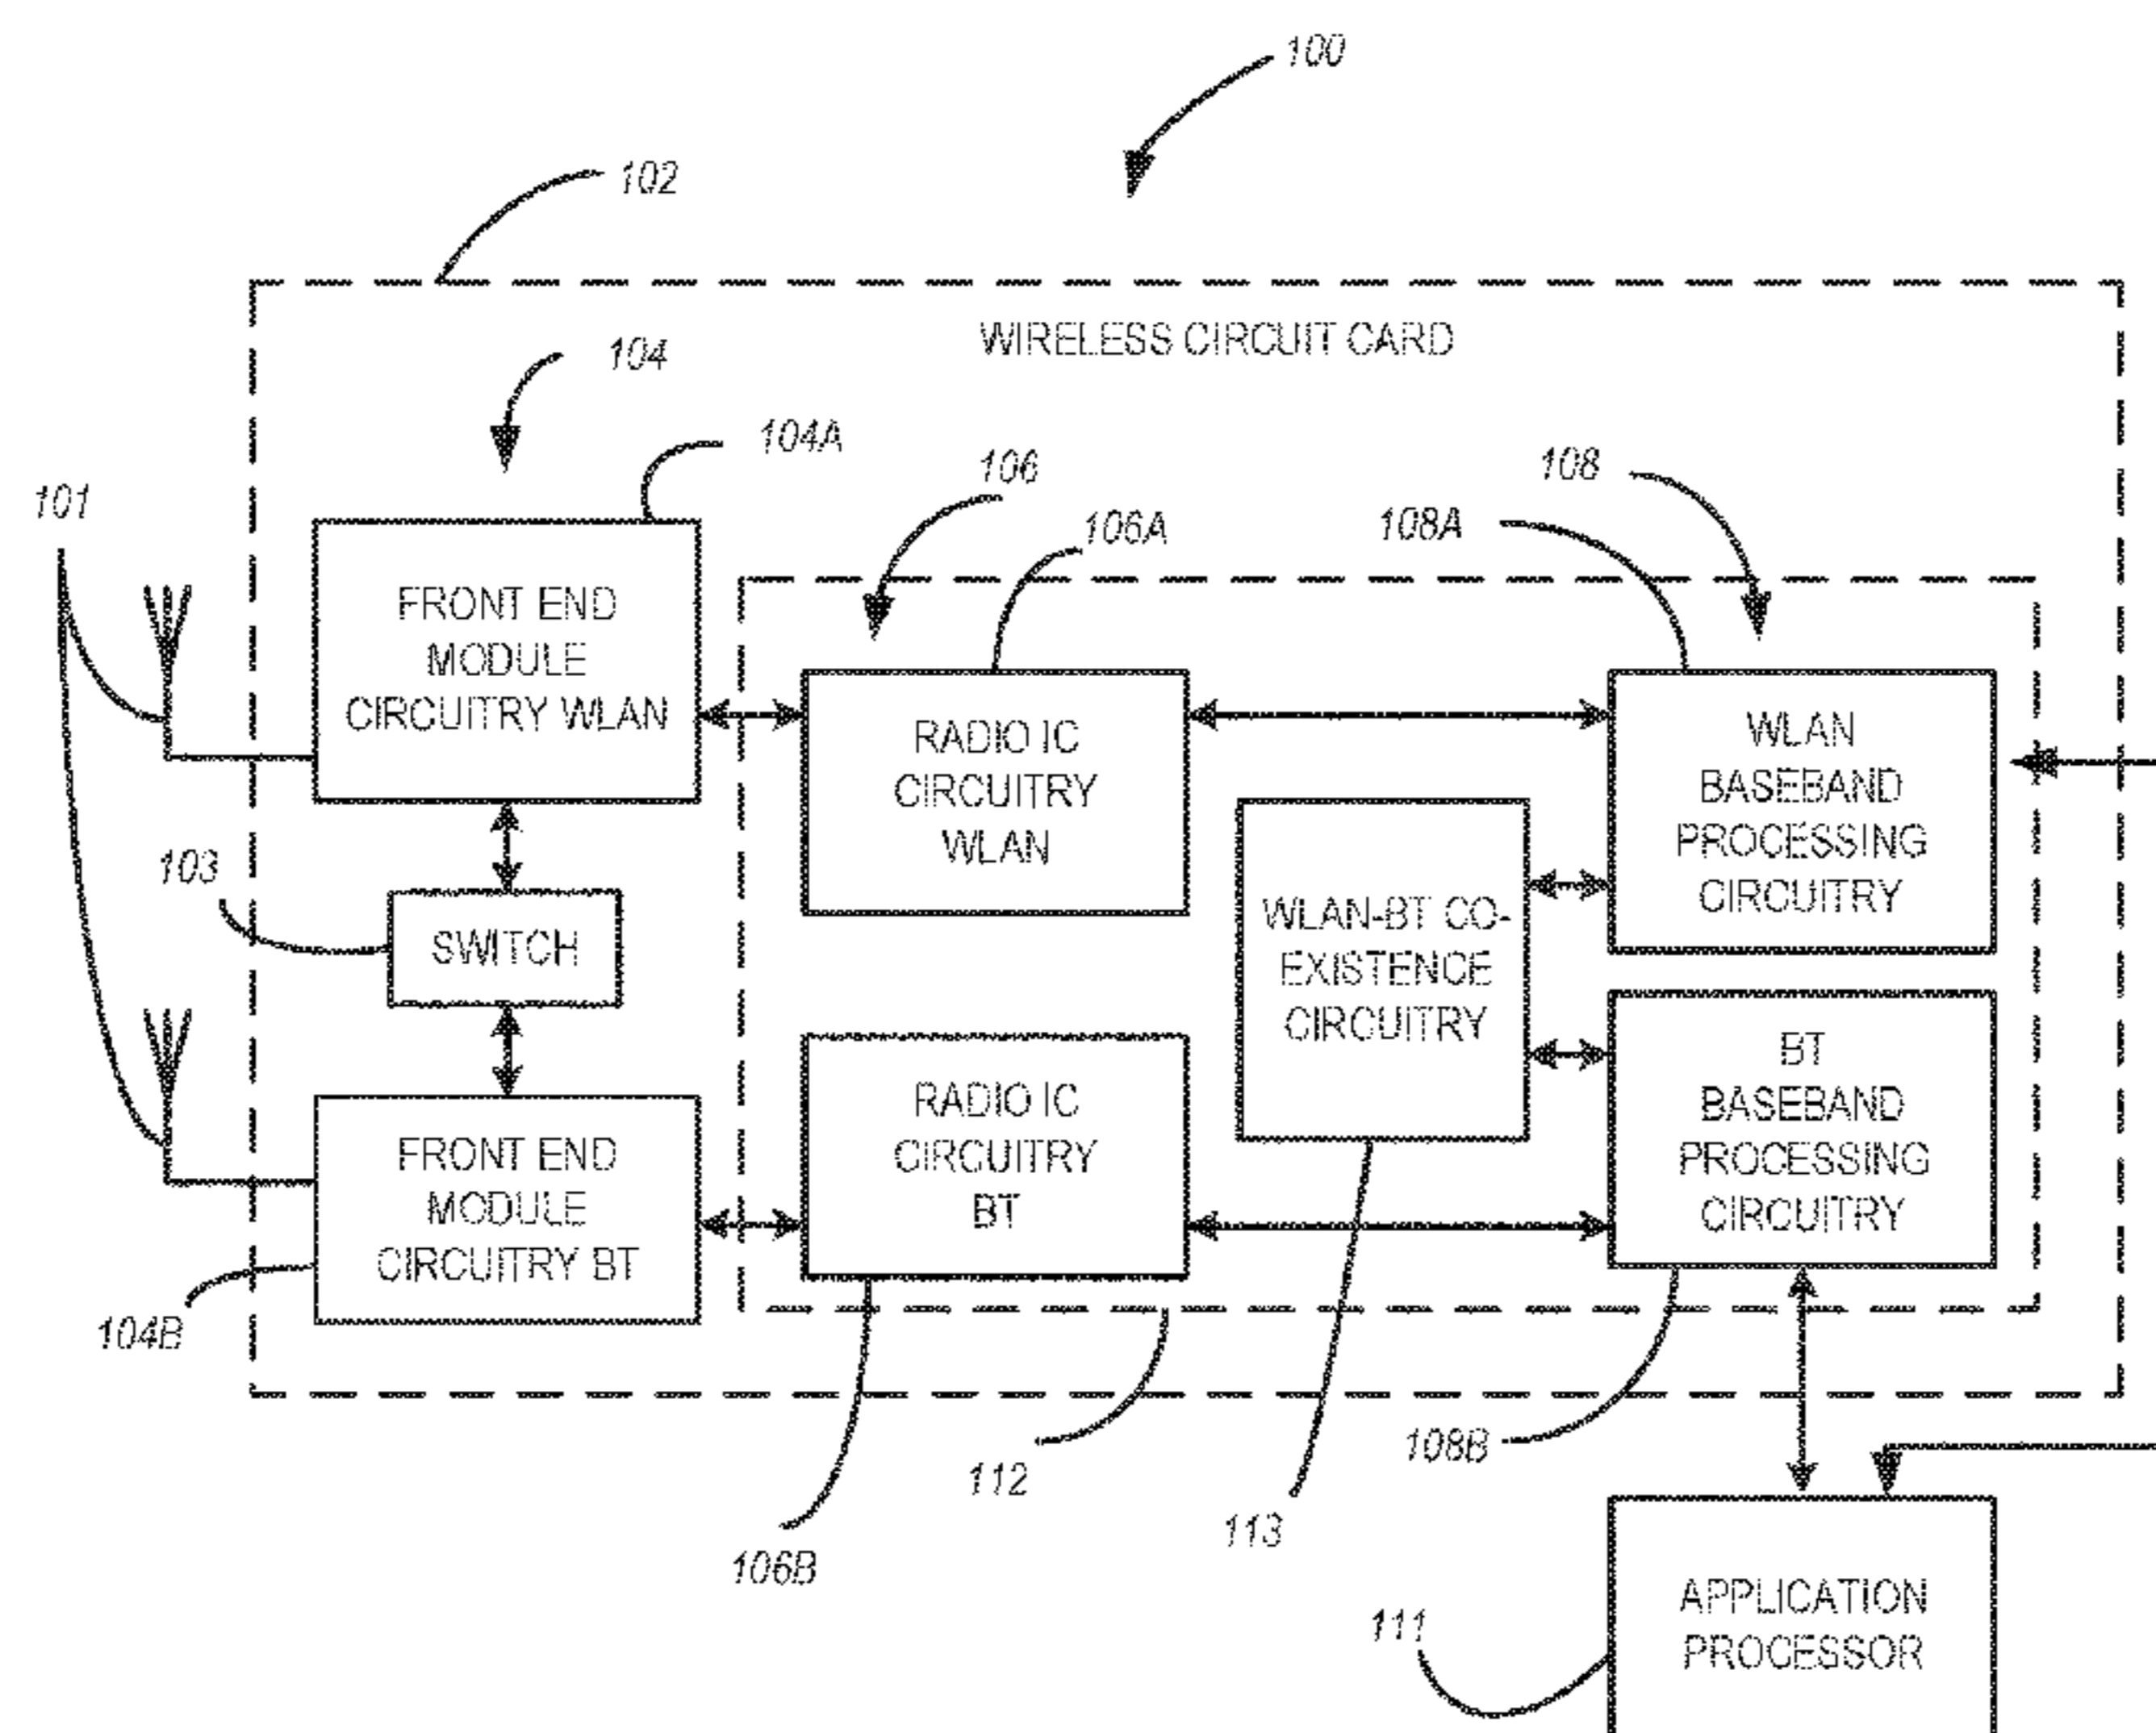 100
102
WIRELESS CIRCUIT CARD
104
104A
106
108
101
106A
108A
FRONT END
MODULE
CIRCUITRY WLAN
RADIO IC
CIRCUITRY
WLAN
WLAN
BASEBAND
PROCESSING
CIRCUITRY
103
SWITCH
WLAN-BT CO-
EXISTENCE
CIRCUITRY
FRONT END
MODULE
CIRCUITRY BT
RADIO IC
CIRCUITRY
BT
BT
BASEBAND
PROCESSING
CIRCUITRY
104B
106B
112
113
108B
111
APPLICATION
PROCESSOR